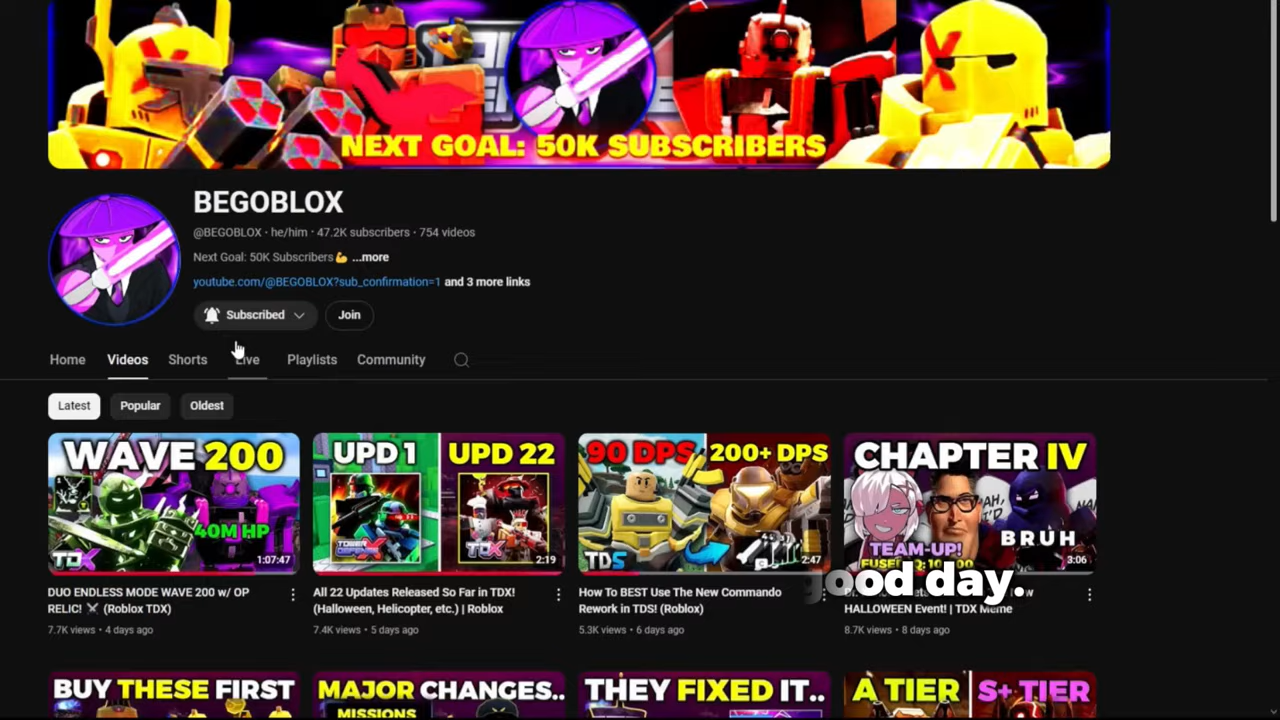 NEXT GOAL: 50K SUBSCRIBERS
BEGOBLOX
@BEGOBLOX · he/him · 47.2K subscribers · 754 videos
Next Goal: 50K Subscribers💪 ...more
youtube.com/@BEGOBLOX?sub_confirmation=1 and 3 more links
Subscribed
Join
Home Videos Shorts Live Playlists Community
Latest Popular Oldest
WAVE 200
40M HP
TDX
1:07:47
UPD 1 UPD 22
TDX
2:19
90 DPS 200+ DPS
TDS
2:47
CHAPTER IV
TEAM-UP!
BRUH
3:06
good day.
DUO ENDLESS MODE WAVE 200 w/ OP
RELIC! ⚔️ (Roblox TDX)
7.7K views · 4 days ago
All 22 Updates Released So Far in TDX!
(Halloween, Helicopter, etc.) | Roblox
7.4K views · 5 days ago
How To BEST Use The New Commando
Rework in TDS! (Roblox)
5.3K views · 6 days ago
HALLOWEEN Event! | TDX Meme
8.7K views · 8 days ago
BUY THESE FIRST
MAJOR CHANGES..
MISSIONS
THEY FIXED IT..
A TIER S+ TIER